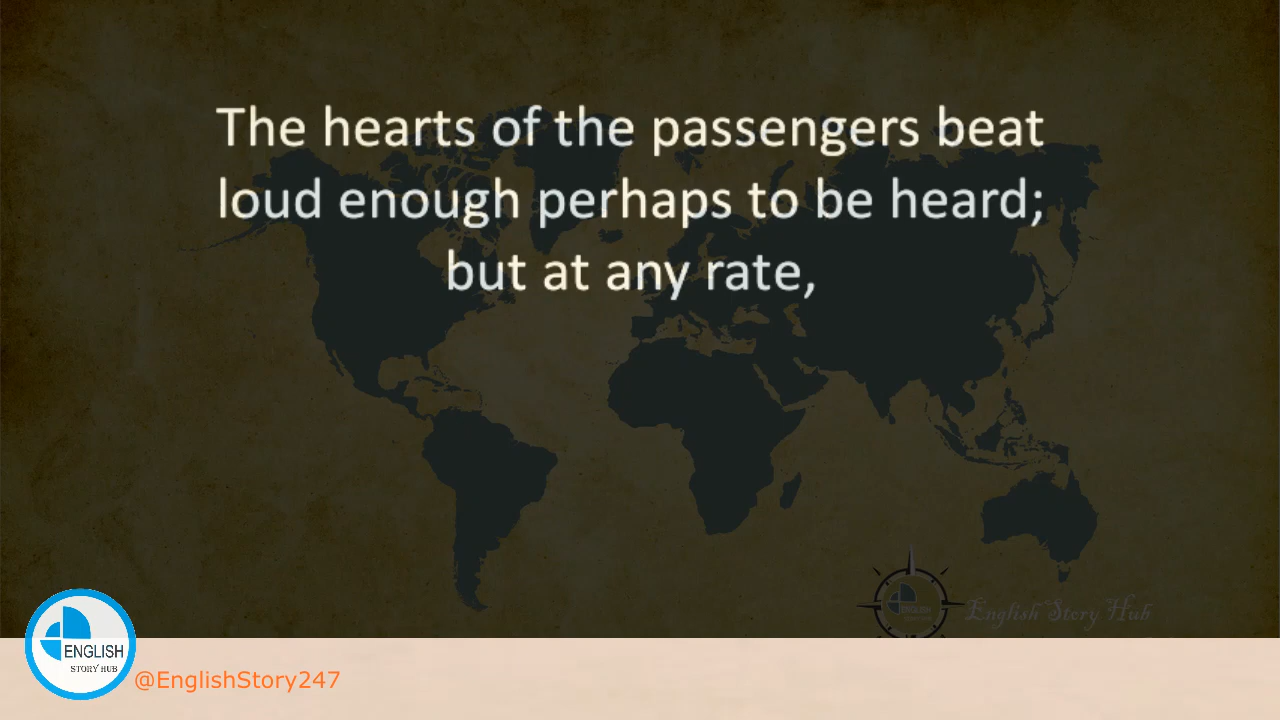 The hearts of the passengers beat
loud enough perhaps to be heard;
but at any rate,
English Story Hub
ENGLISH
STORY HUB
@EnglishStory247